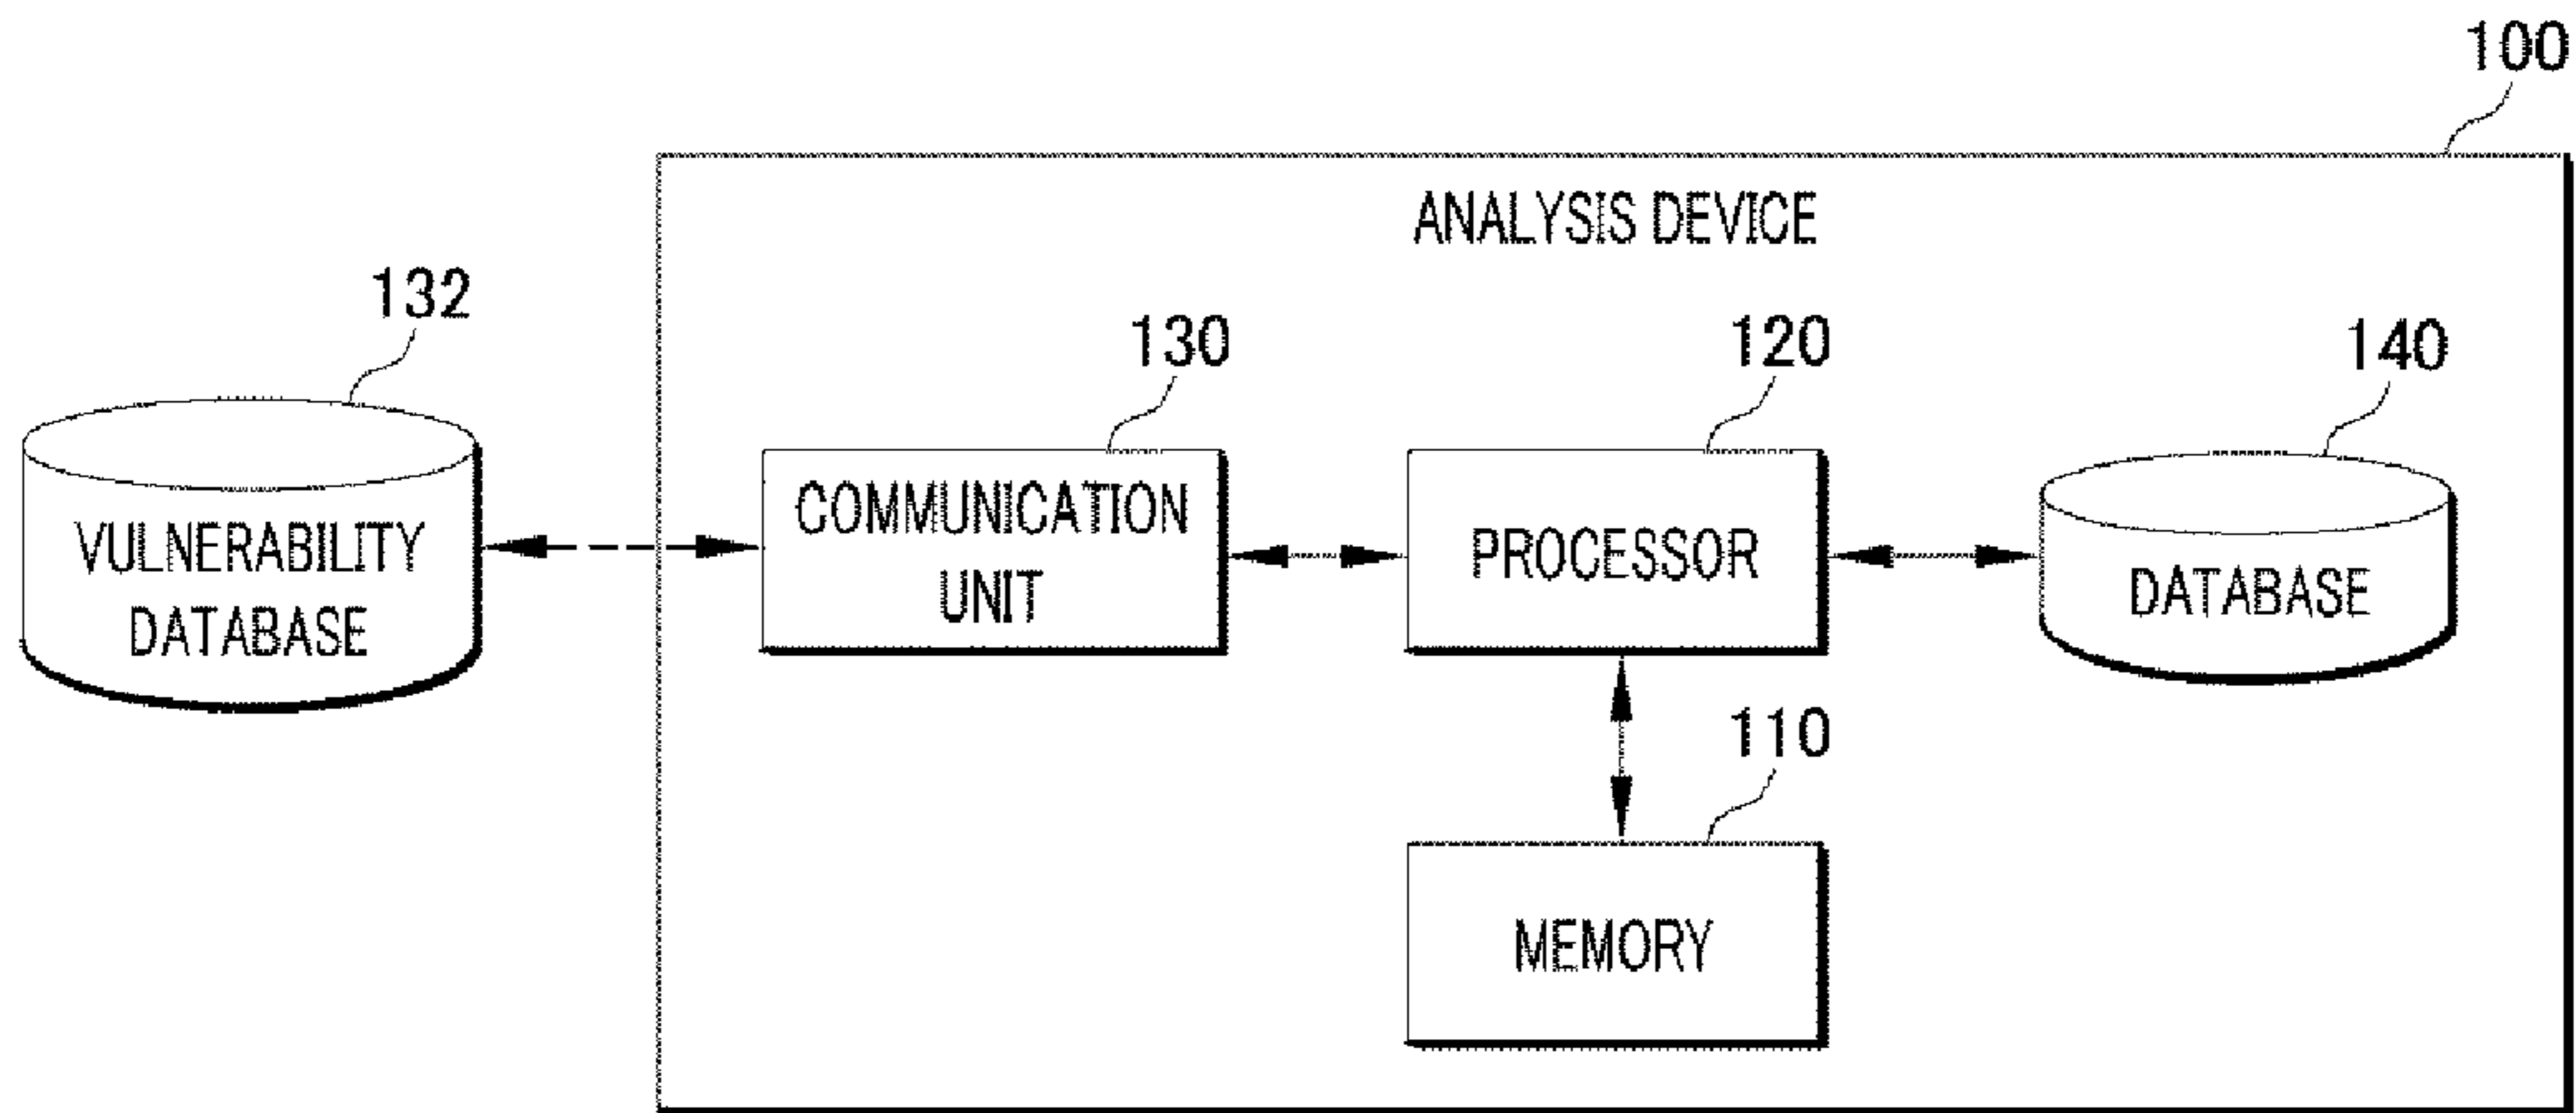 100
ANALYSIS DEVICE
132
130
120
140
VULNERABILITY
DATABASE
COMMUNICATION
UNIT
PROCESSOR
DATABASE
110
MEMORY